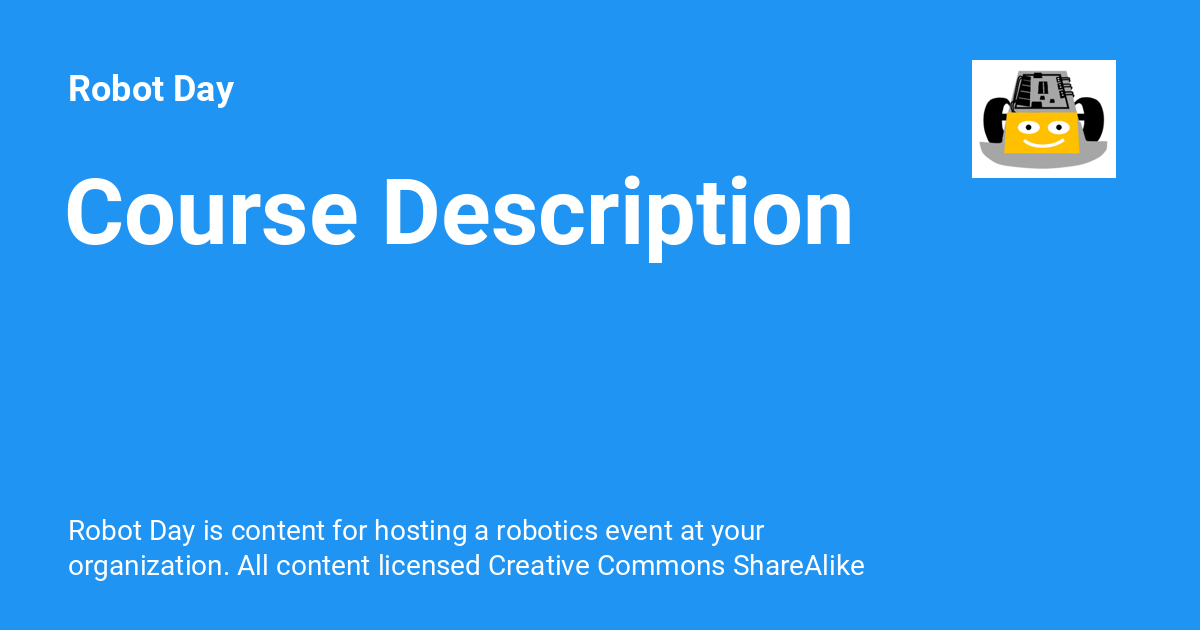 Robot Day
Course Description
Robot Day is content for hosting a robotics event at your
organization. All content licensed Creative Commons ShareAlike